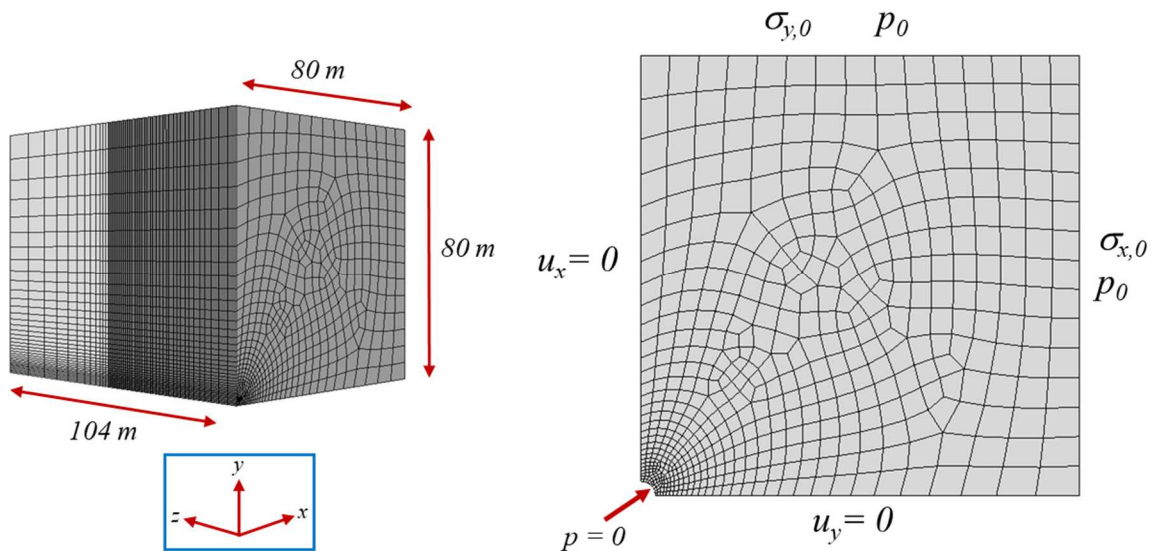 80 m
80 m
104 m
y
z
x
σy,0 p0
ux = 0
σx,0
p0
p = 0
uy = 0